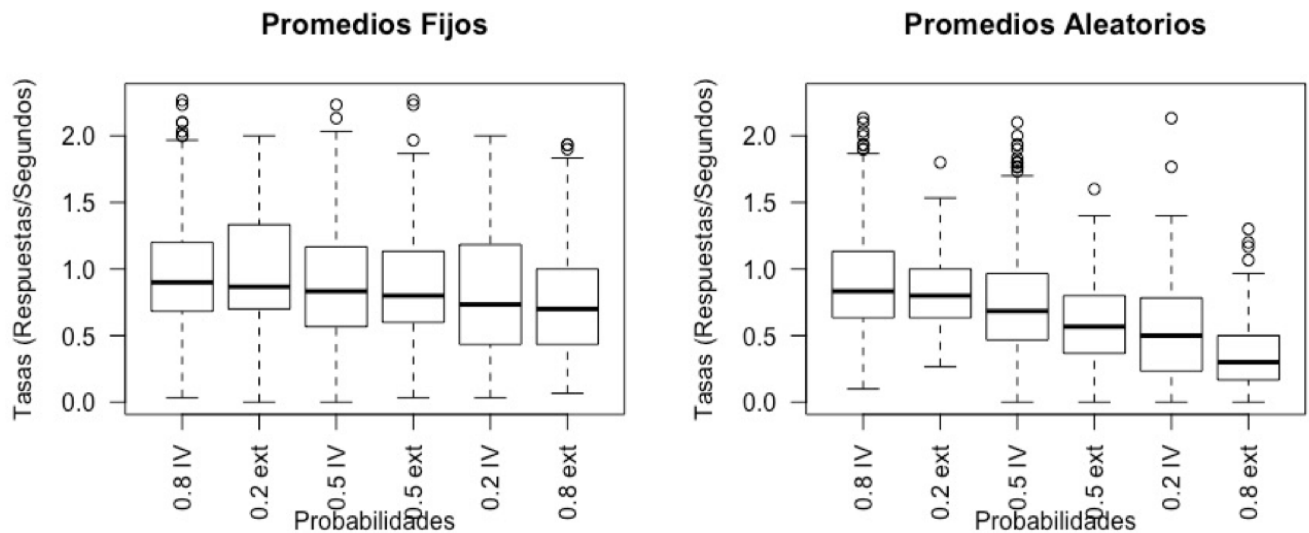 Promedios Fijos
Tasas (Respuestas/Segundos)
2.0
1.5
1.0
0.5
0.0
0.8 IV
0.2 ext
0.5 IV
0.5 ext
0.2 IV
0.8 ext
Probabilidades
Promedios Aleatorios
Tasas (Respuestas/Segundos)
2.0
1.5
1.0
0.5
0.0
0.8 IV
0.2 ext
0.5 IV
0.5 ext
0.2 IV
0.8 ext
Probabilidades